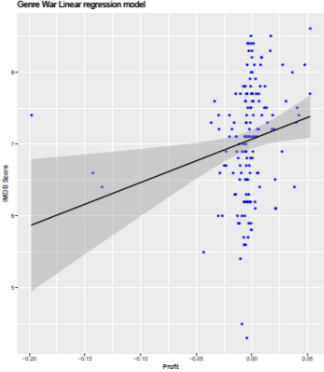 Genre War Linear regression model
IMDB Score
8
7
6
5
-0.20 -0.15 -0.10 -0.05 0.00 0.05
Profit